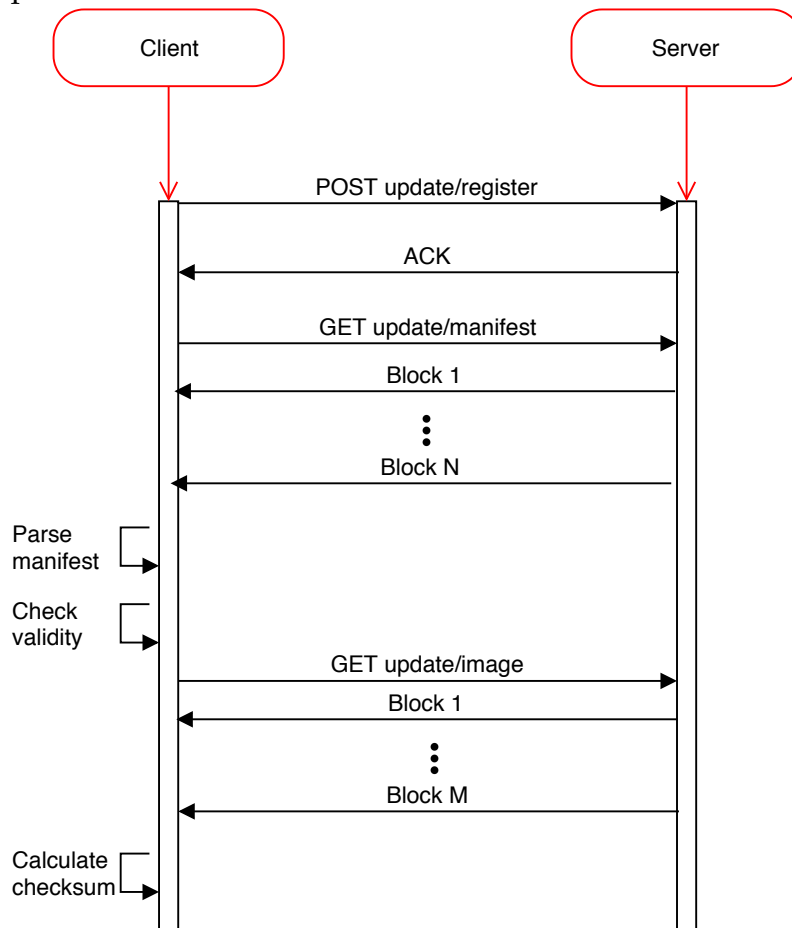 Client
Server
POST update/register
ACK
GET update/manifest
Block 1
Block N
Parse
manifest
Check
validity
GET update/image
Block 1
Block M
Calculate
checksum